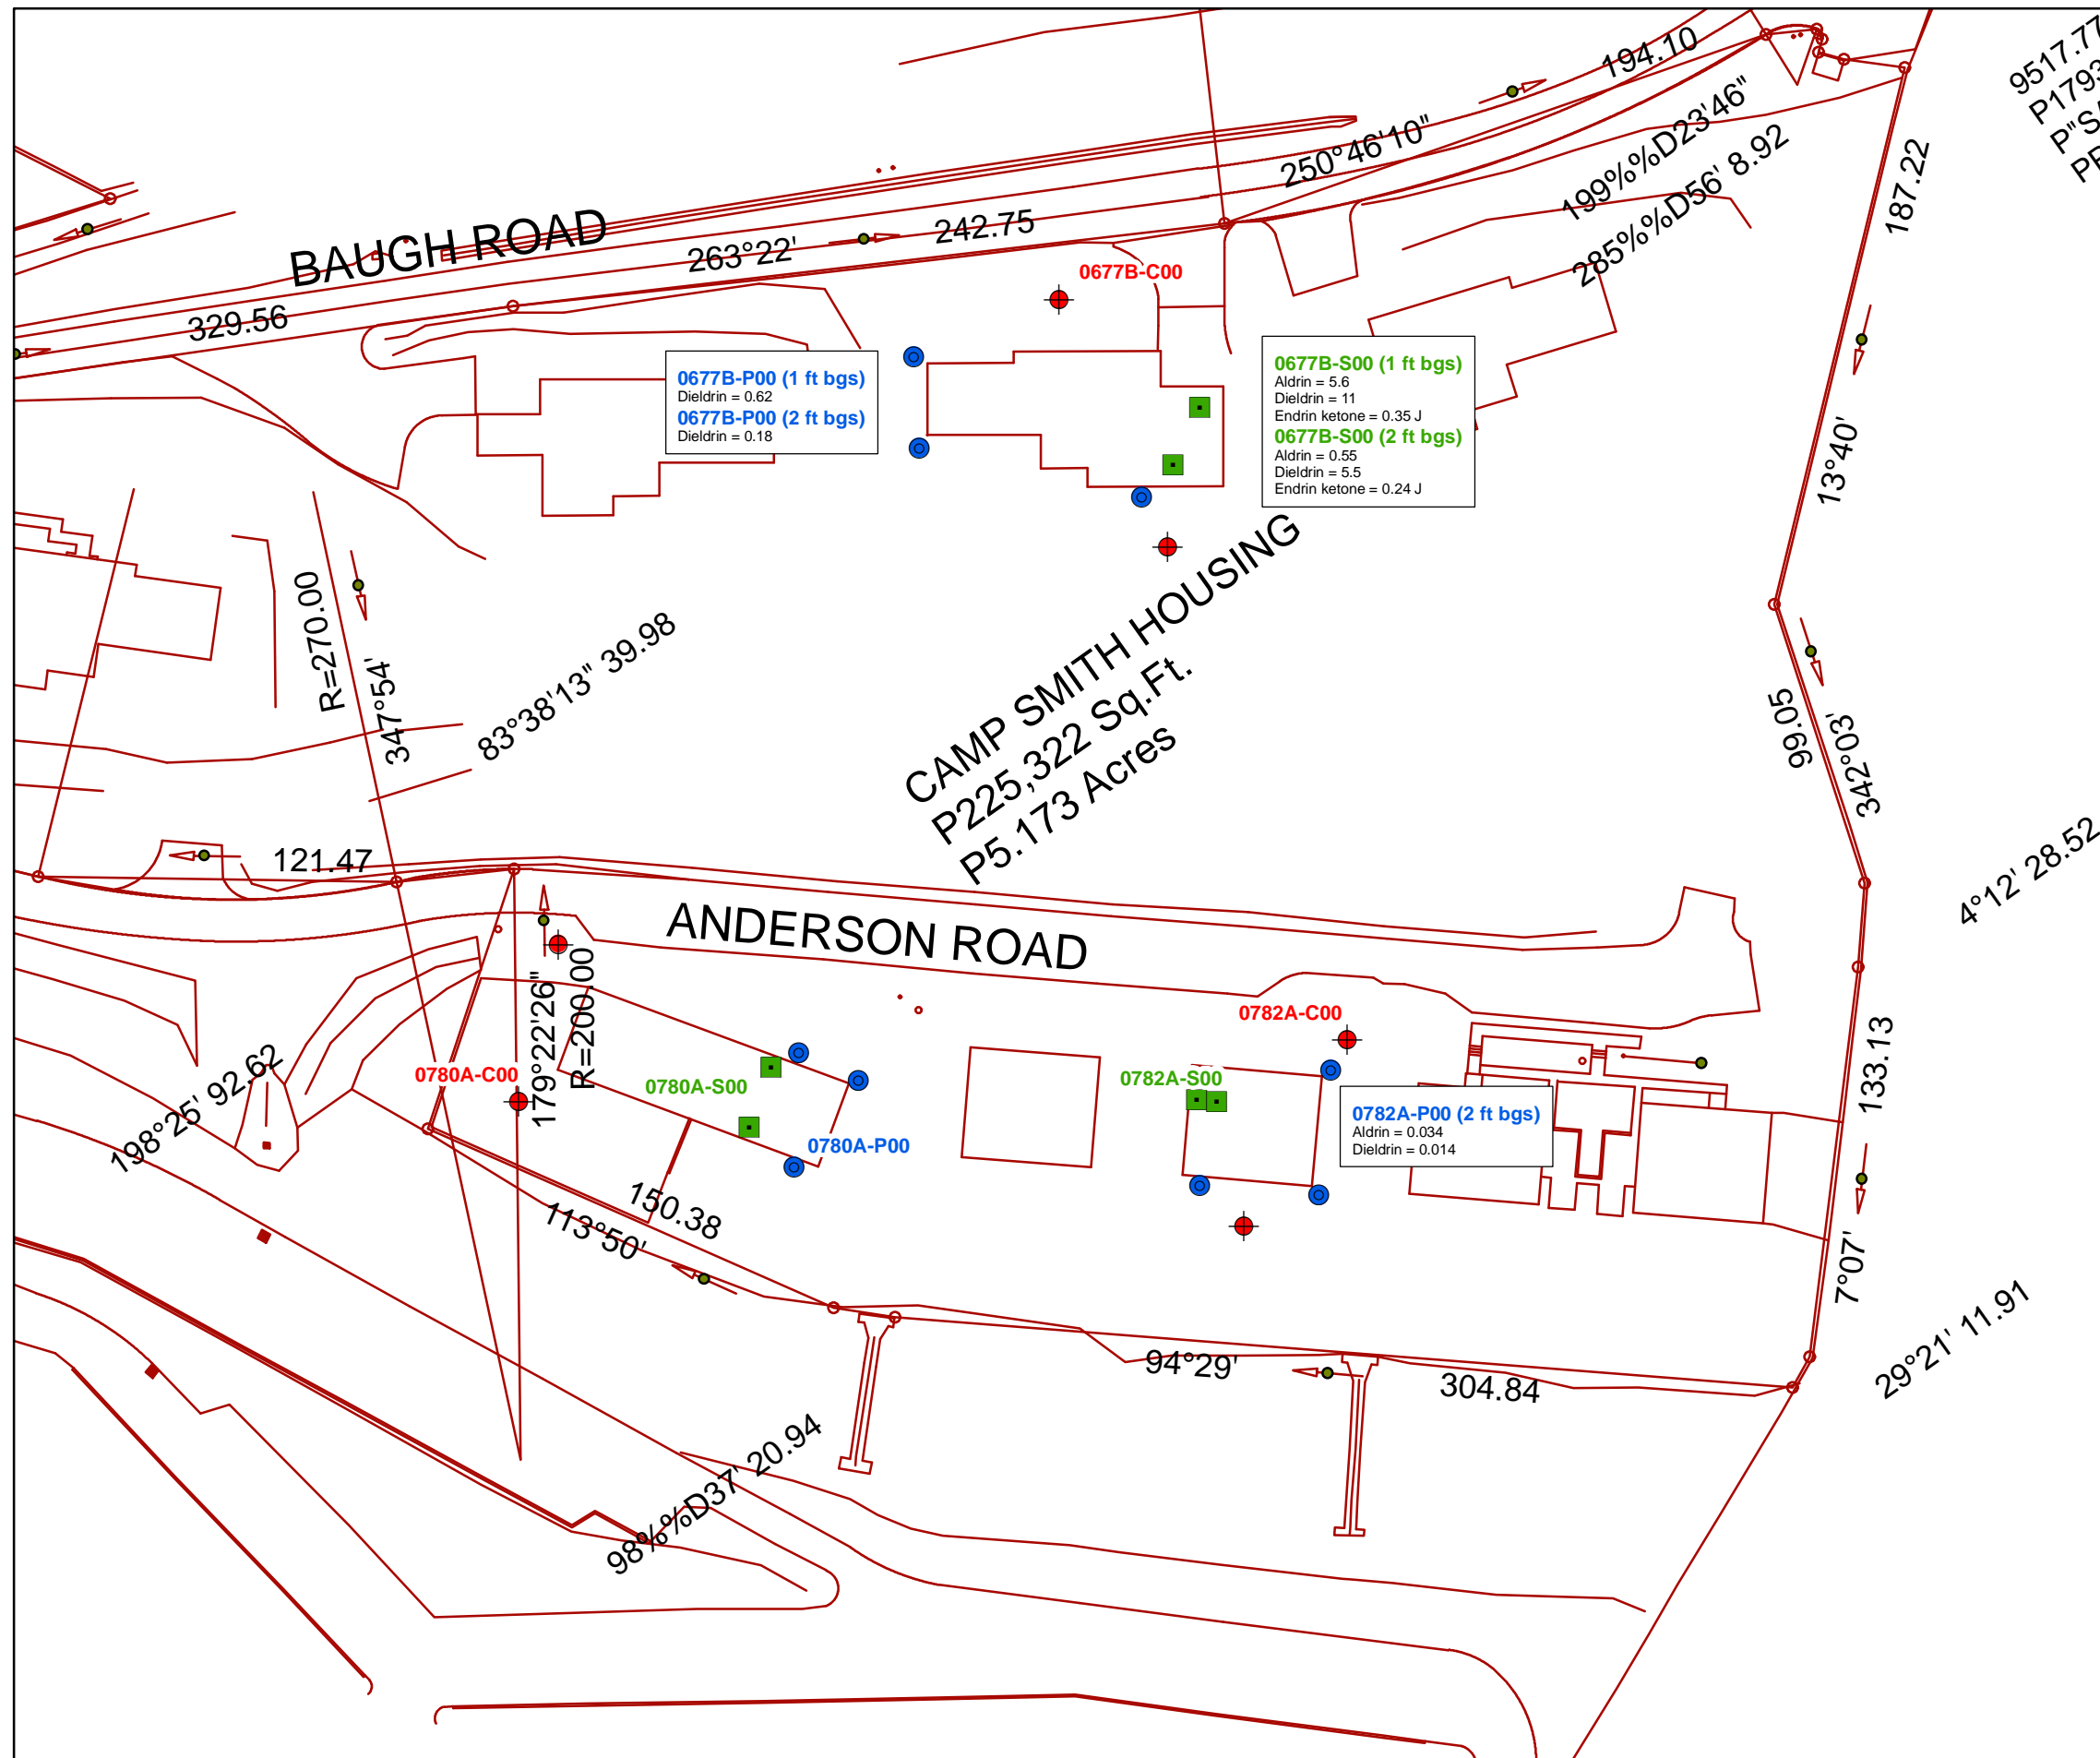 9517.77
P1793
194.10
250°46'10"
199%%D23'46"
285%%D56' 8.92
187.22
BAUGH ROAD
263°22'
242.75
329.56
0677B-C00
0677B-P00 (1 ft bgs)
Dieldrin = 0.62
0677B-P00 (2 ft bgs)
Dieldrin = 0.18
0677B-S00 (1 ft bgs)
Aldrin = 5.6
Dieldrin = 11
Endrin ketone = 0.35 J
0677B-S00 (2 ft bgs)
Aldrin = 0.55
Dieldrin = 5.5
Endrin ketone = 0.24 J
13°40'
R=270.00
347°54'
83°38'13" 39.98
CAMP SMITH HOUSING
P225,322 Sq.Ft.
P5.173 Acres
99.05
342°03'
121.47
4°12' 28.52
ANDERSON ROAD
179°22'26"
R=200.00
0782A-C00
0780A-C00
0780A-S00
0782A-S00
0780A-P00
0782A-P00 (2 ft bgs)
Aldrin = 0.034
Dieldrin = 0.014
133.13
198°25' 92.62
150.38
113°50'
7°07'
94°29'
304.84
29°21' 11.91
98%%D37' 20.94